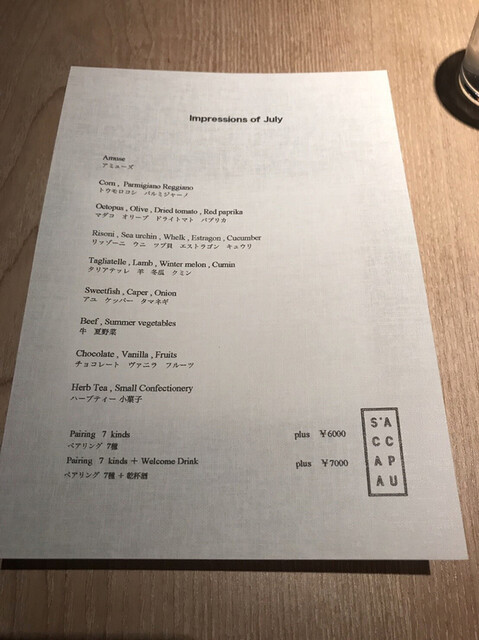 Impressions of July
Amuse
アミューズ
Corn , Parmigiano Reggiano
トウモロコシ パルミジャーノ
Octopus , Olive , Dried tomato , Red paprika
マダコ オリーブ ドライトマト パプリカ
Risoni , Sea urchin , Whelk , Estragon , Cucumber
リッゾーニ ウニ ツブ貝 エストラゴン キュウリ
Tagliatelle , Lamb , Winter melon , Cumin
タリアテッレ 羊 冬瓜 クミン
Sweetfish , Caper , Onion
アユ ケッパー タマネギ
Beef , Summer vegetables
牛 夏野菜
Chocolate , Vanilla , Fruits
チョコレート ヴァニラ フルーツ
Herb Tea , Small Confectionery
ハーブティー 小菓子
Pairing 7 kinds plus ¥6000
ペアリング 7種
Pairing 7 kinds + Welcome Drink plus ¥7000
ペアリング 7種 + 乾杯酒
S'A
CC
AP
AU